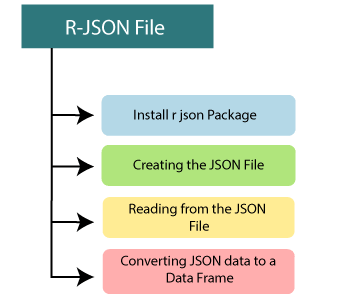 R-JSON File
Install r json Package
Creating the JSON File
Reading from the JSON
File
Converting JSON data to a
Data Frame